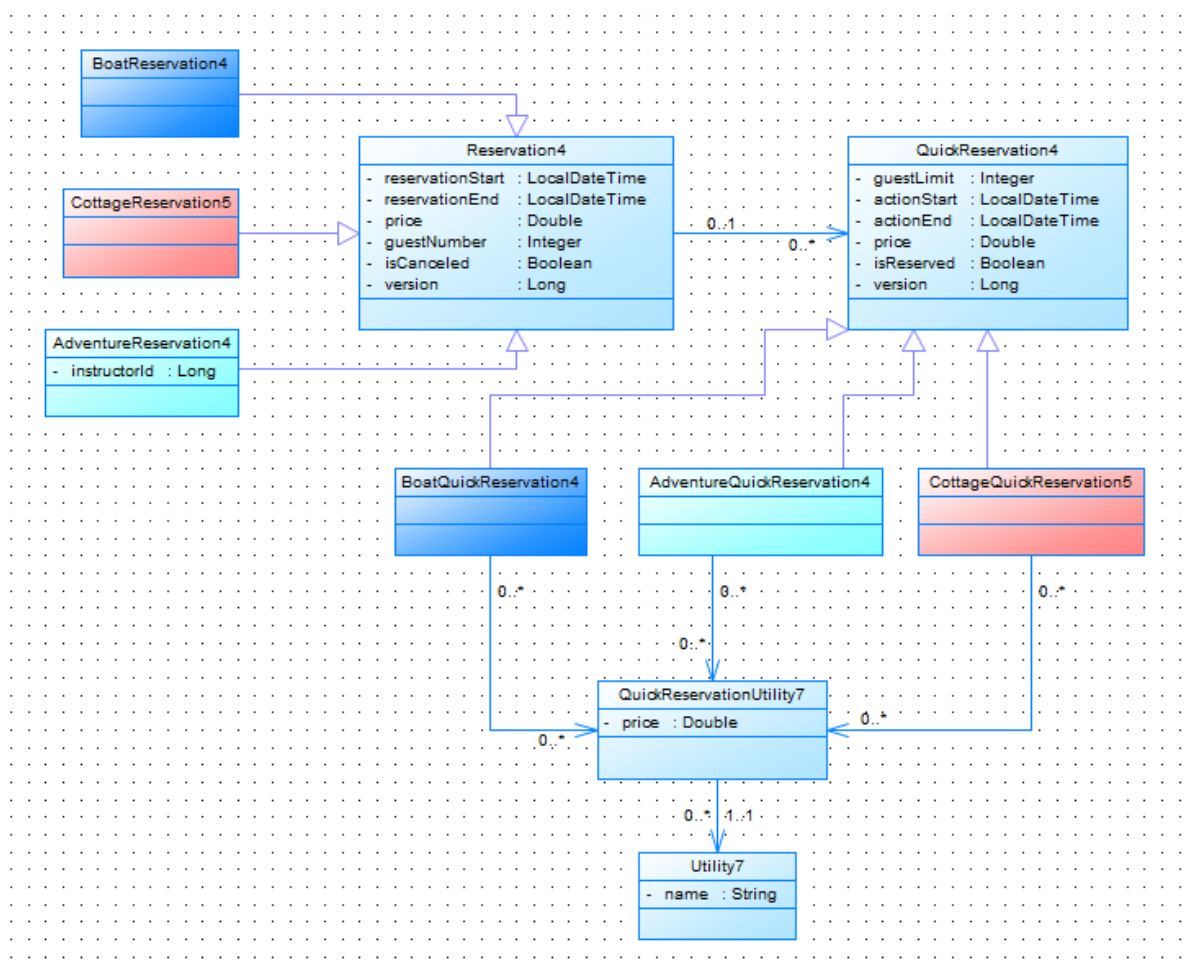 BoatReservation4
Reservation4
- reservationStart : LocalDateTime
- reservationEnd : LocalDateTime
- price : Double
- guestNumber : Integer
- isCanceled : Boolean
- version : Long
QuickReservation4
- guestLimit : Integer
- actionStart : LocalDateTime
- actionEnd : LocalDateTime
- price : Double
- isReserved : Boolean
- version : Long
CottageReservation5
0..1
0..*
AdventureReservation4
- instructorId : Long
BoatQuickReservation4
AdventureQuickReservation4
CottageQuickReservation5
0..*
0..*
0..*
0..*
QuickReservationUtility7
- price : Double
0..*
0..*
0..*
1..1
Utility7
- name : String